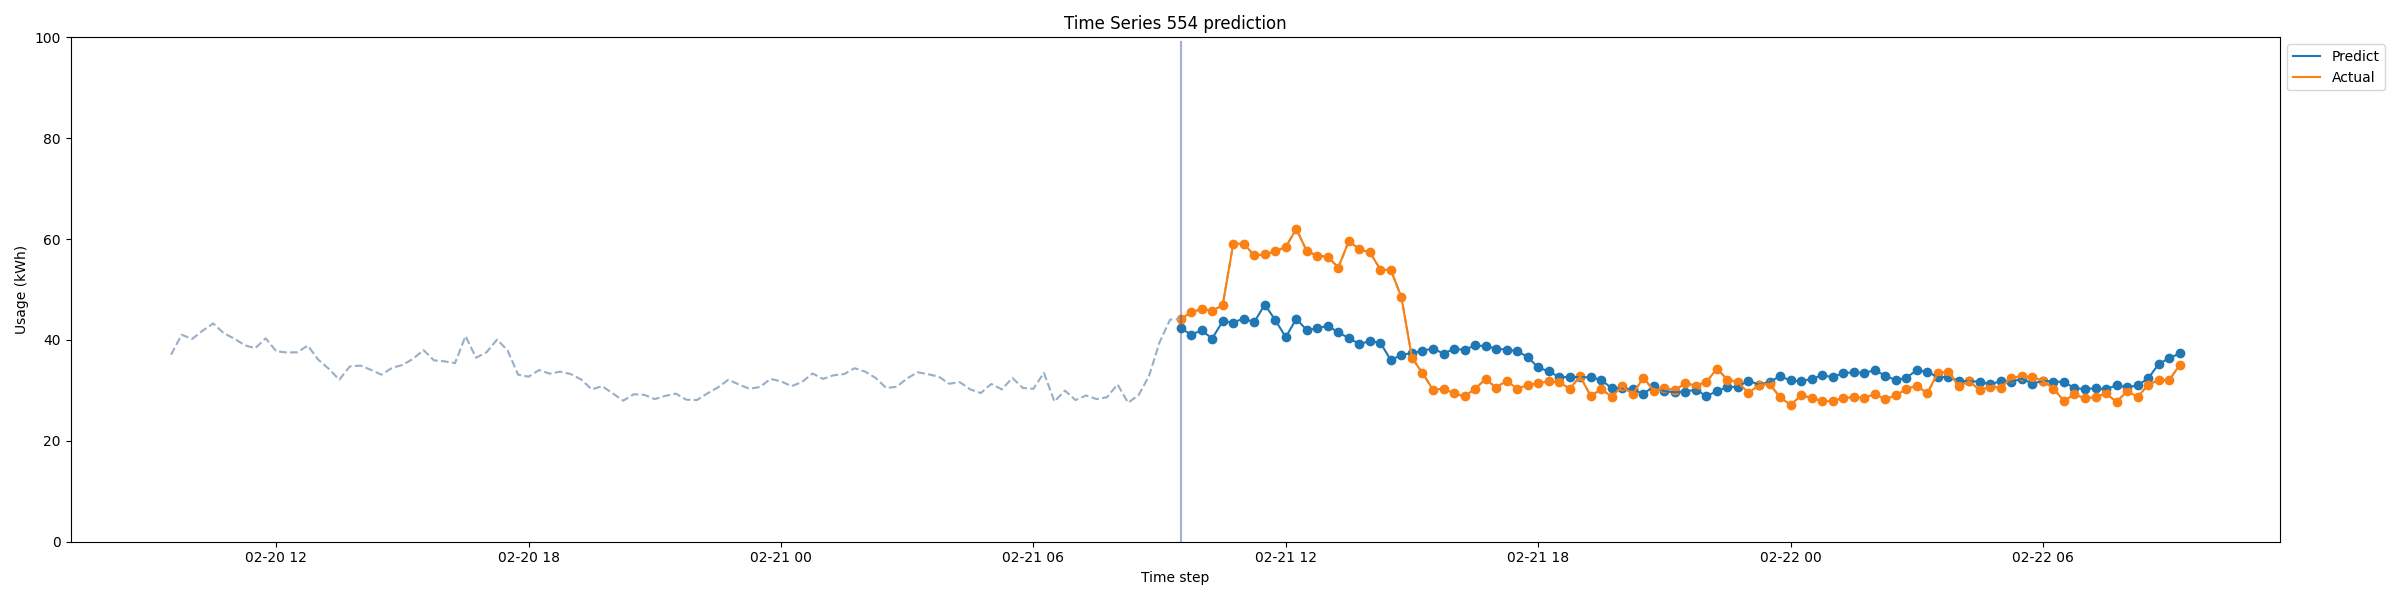 Time Series 554 prediction
100
80
60
40
20
0
Usage (kWh)
02-20 12
02-20 18
02-21 00
02-21 06
02-21 12
02-21 18
02-22 00
02-22 06
Time step
Predict
Actual